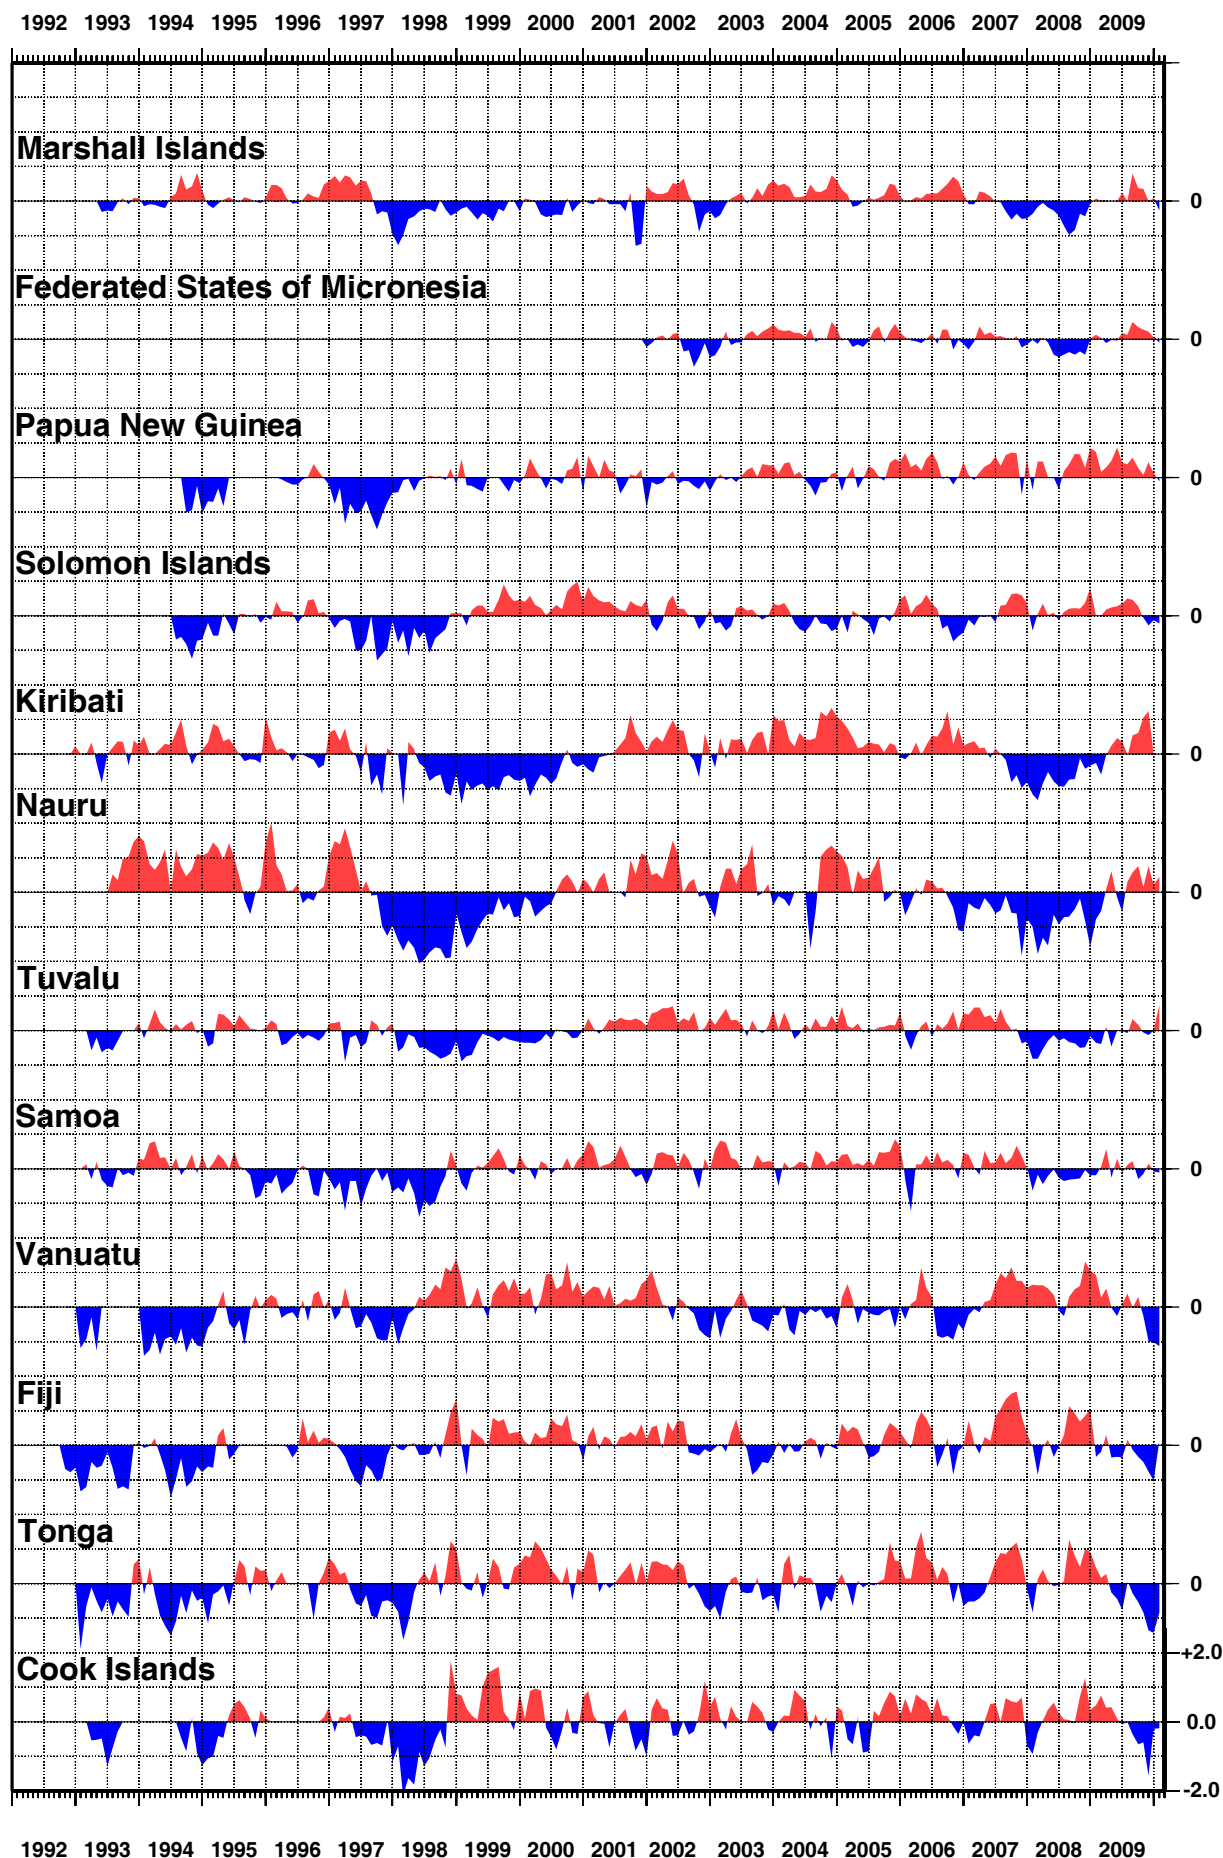 1992 1993 1994 1995 1996 1997 1998 1999 2000 2001 2002 2003 2004 2005 2006 2007 2008 2009
Marshall Islands
0
Federated States of Micronesia
0
Papua New Guinea
0
Solomon Islands
0
Kiribati
0
Nauru
0
Tuvalu
0
Samoa
0
Vanuatu
0
Fiji
0
Tonga
0
+2.0
Cook Islands
0.0
-2.0
1992 1993 1994 1995 1996 1997 1998 1999 2000 2001 2002 2003 2004 2005 2006 2007 2008 2009